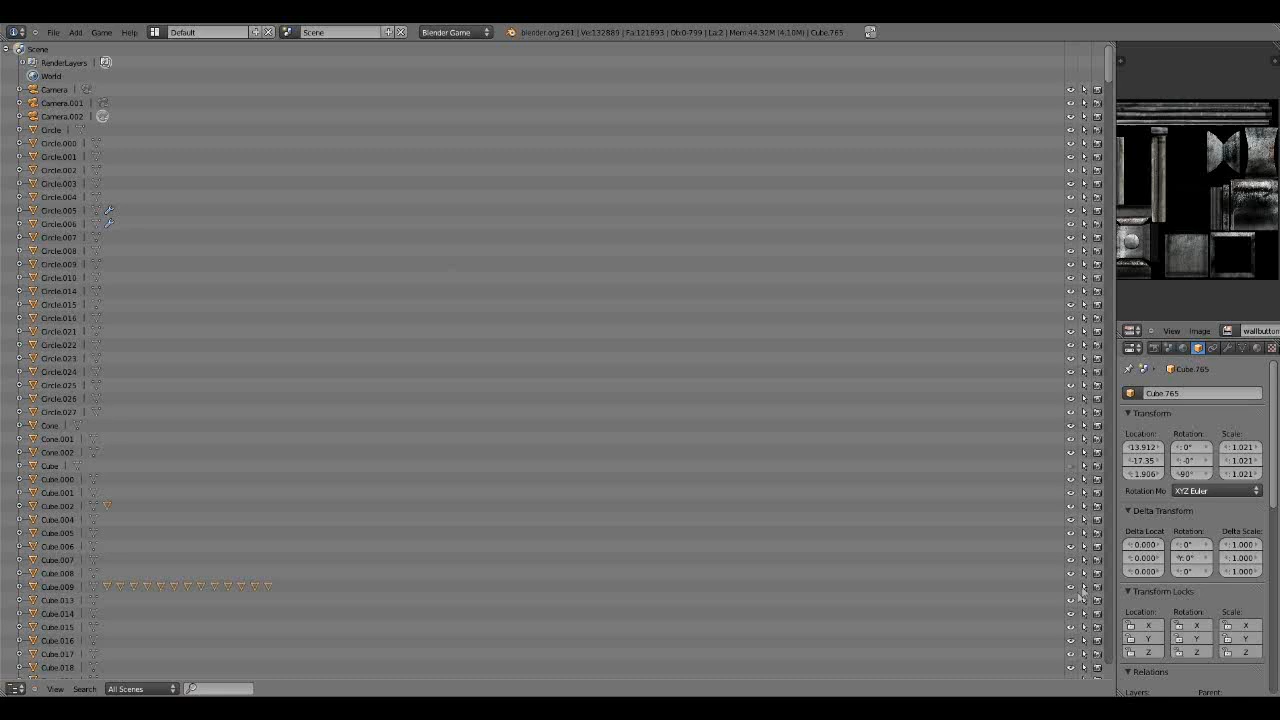 File Add Game Help Default Scene Blender Game blender.org 261 | Ve:132889 | Fa:121693 | Ob:0-799 | La:2 | Mem:44.32M (4.10M) | Cube.765
Scene
RenderLayers |
World
Camera |
Camera.001 |
Camera.002 |
Circle |
Circle.000 |
Circle.001 |
Circle.002 |
Circle.003 |
Circle.004 |
Circle.005 |
Circle.006 |
Circle.007 |
Circle.008 |
Circle.009 |
Circle.010 |
Circle.014 |
Circle.015 |
Circle.016 |
Circle.021 |
Circle.022 |
Circle.023 |
Circle.024 |
Circle.025 |
Circle.026 |
Circle.027 |
Cone |
Cone.001 |
Cone.002 |
Cube |
Cube.000 |
Cube.001 |
Cube.002 |
Cube.004 |
Cube.005 |
Cube.006 |
Cube.007 |
Cube.008 |
Cube.009 |
Cube.013 |
Cube.014 |
Cube.015 |
Cube.016 |
Cube.017 |
Cube.018 |
View Search All Scenes
View Image wallbutton
Cube.765
Cube.765
Transform
Location: Rotation: Scale:
-13.912 : 0° : 1.021
-17.35 : -0° : 1.021
1.906 -90° : 1.021
Rotation Mo XYZ Euler
Delta Transform
Delta Locat Rotation: Delta Scale:
: 0.000 : 0° : 1.000
: 0.000 Y: 0° : 1.000
: 0.000 : 0° : 1.000
Transform Locks
Location: Rotation: Scale:
X X X
Y Y Y
Z Z Z
Relations
Layers: Parent: